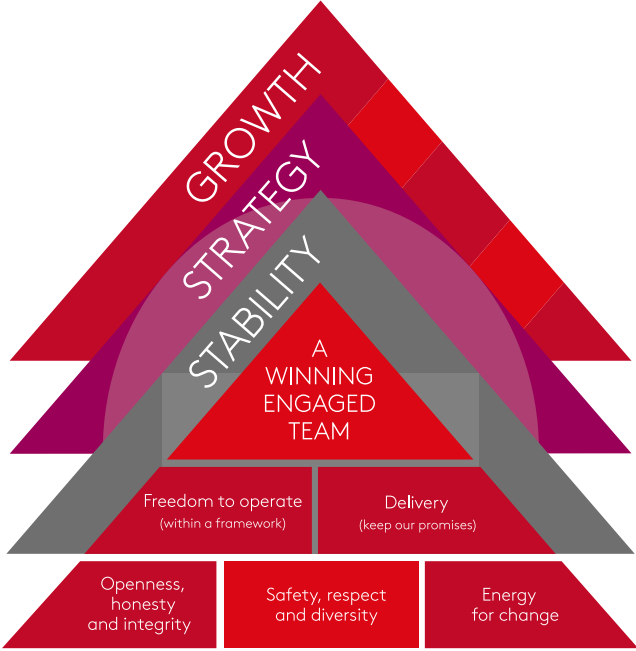 GROWTH
STRATEGY
STABILITY
A
WINNING
ENGAGED
TEAM
Freedom to operate
(within a framework)
Delivery
(keep our promises)
Openness,
honesty
and integrity
Safety, respect
and diversity
Energy
for change